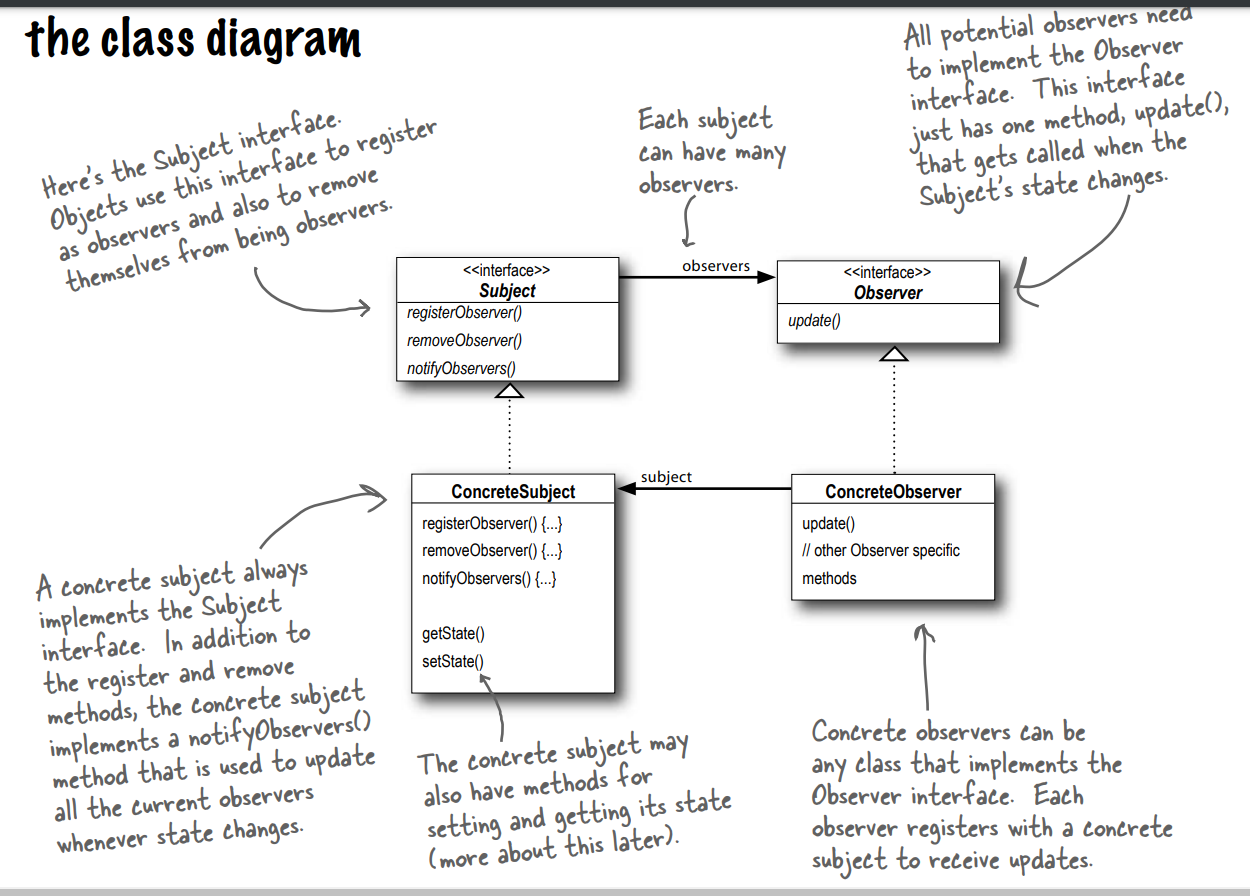 the class diagram
Here's the Subject interface.
Objects use this interface to register
as observers and also to remove
themselves from being observers.
Each subject
can have many
observers.
All potential observers need
to implement the Observer
interface. This interface
just has one method, update(),
that gets called when the
Subject's state changes.
<<interface>>
Subject
registerObserver()
removeObserver()
notifyObservers()
observers
<<interface>>
Observer
update()
ConcreteSubject
registerObserver() {...}
removeObserver() {...}
notifyObservers() {...}
getState()
setState()
subject
ConcreteObserver
update()
// other Observer specific
methods
A concrete subject always
implements the Subject
interface. In addition to
the register and remove
methods, the concrete subject
implements a notifyObservers()
method that is used to update
all the current observers
whenever state changes.
The concrete subject may
also have methods for
setting and getting its state
(more about this later).
Concrete observers can be
any class that implements the
Observer interface. Each
observer registers with a concrete
subject to receive updates.